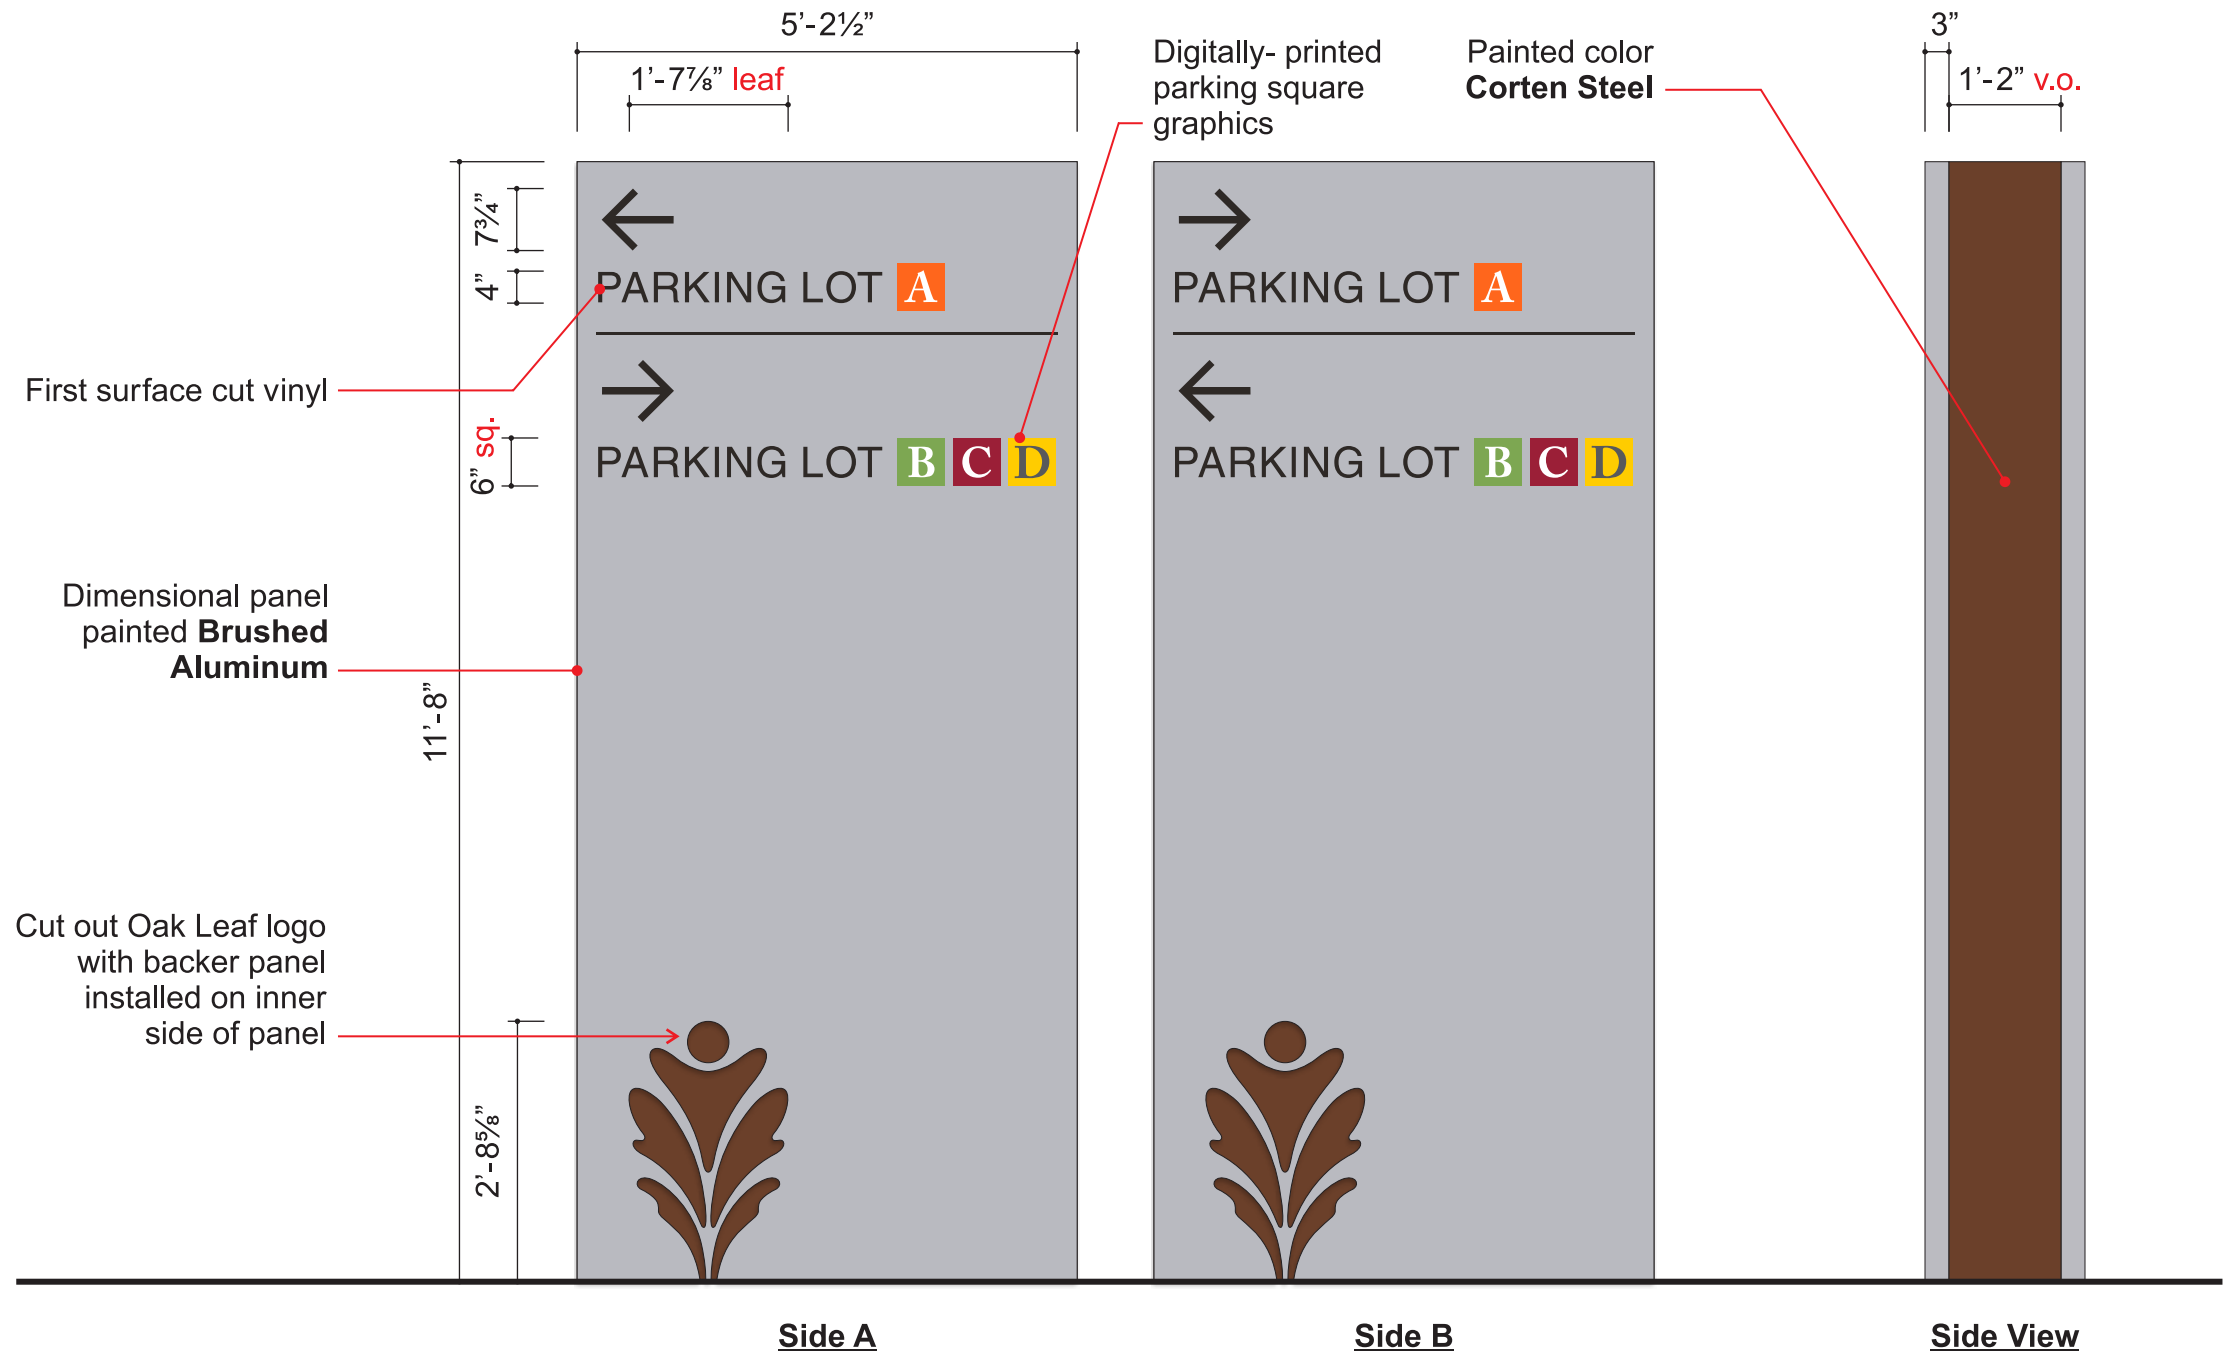 5’-2½”
1’-7⅞” leaf
Digitally- printed
parking square
graphics
Painted color
Corten Steel
3”
1’-2” v.o.
7¾”
4”
PARKING LOT A
PARKING LOT A
First surface cut vinyl
6” sq.
PARKING LOT B C D
PARKING LOT B C D
Dimensional panel
painted Brushed
Aluminum
11’-8”
Cut out Oak Leaf logo
with backer panel
installed on inner
side of panel
2’-8⅝”
Side A
Side B
Side View